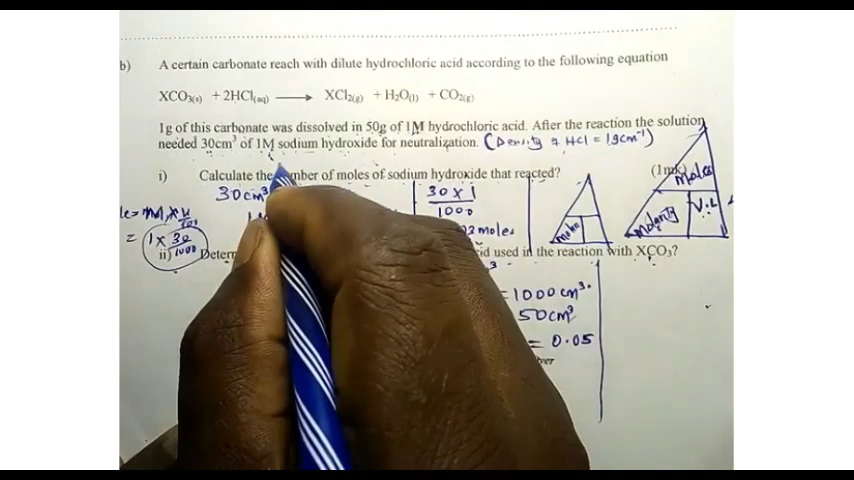 b) A certain carbonate reach with dilute hydrochloric acid according to the following equation
XCO3(s) + 2HCl(aq) ⟶ XCl2(g) + H2O(l) + CO2(g)
1g of this carbonate was dissolved in 50g of 1M hydrochloric acid. After the reaction the solution
needed 30cm³ of 1M sodium hydroxide for neutralization. (Density of HCl = 1gcm⁻¹)
i) Calculate the number of moles of sodium hydroxide that reacted? (1mk)
30cm³
30 x 1
1000
moles
= 1 x 30
1000
Moles
Molarity V.L
ii) Determ used in the reaction with XCO3?
= 1000cm³.
50cm³
= 0.05